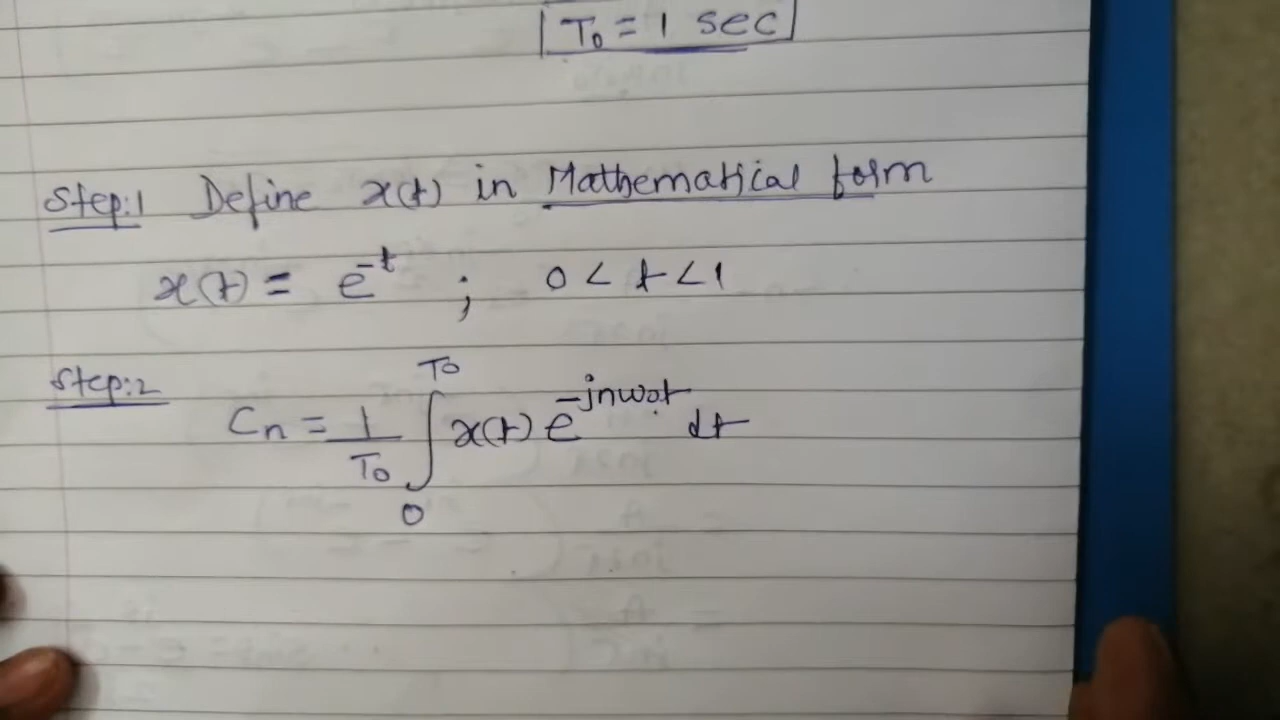 T₀ = 1 sec
Step:1 Define x(t) in Mathematical form
x(t) = e^-t ; 0 < t < 1
Step:2
Cn = 1/T₀ ∫₀^T₀ x(t) e^-jnω₀t dt